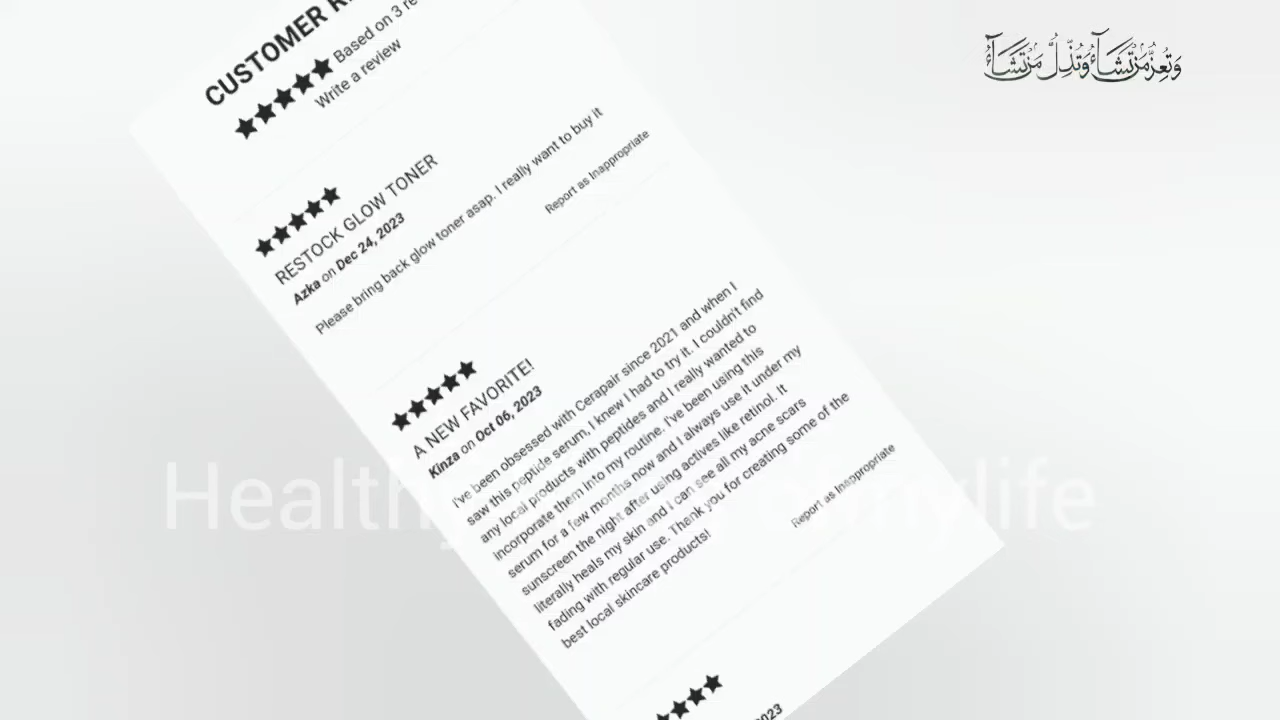 وَتُعِزُّ مَنْ تَشَاءُ وَتُذِلُّ مَنْ تَشَاءُ
CUSTOMER
★★★★★ Based on 3
Write a review
★★★★★
RESTOCK GLOW TONER
Azka on Dec 24, 2023
Please bring back glow toner asap. I really want to buy it
Report as Inappropriate
★★★★★
A NEW FAVORITE!
Kinza on Oct 06, 2023
I've been obsessed with Cerapair since 2021 and when I
saw this peptide serum, I knew I had to try it. I couldn't find
any local products with peptides and I really wanted to
incorporate them into my routine. I've been using this
serum for a few months now and I always use it under my
sunscreen the night after using actives like retinol. It
literally heals my skin and I can see all my acne scars
fading with regular use. Thank you for creating some of the
best local skincare products!
Report as Inappropriate
2023